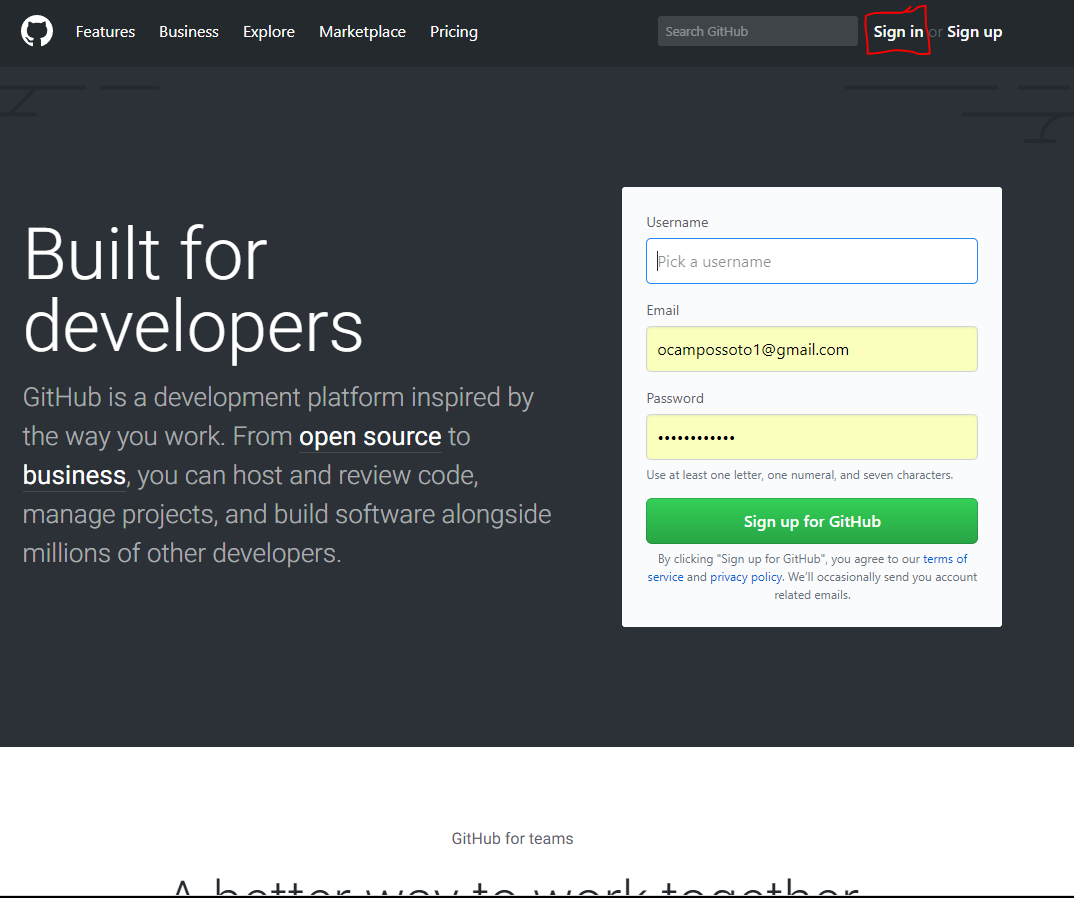 Features Business Explore Marketplace Pricing Search GitHub Sign in or Sign up
Built for
developers
GitHub is a development platform inspired by
the way you work. From open source to
business, you can host and review code,
manage projects, and build software alongside
millions of other developers.
Username
Pick a username
Email
ocampossoto1@gmail.com
Password
••••••••••••
Use at least one letter, one numeral, and seven characters.
Sign up for GitHub
By clicking "Sign up for GitHub", you agree to our terms of
service and privacy policy. We'll occasionally send you account
related emails.
GitHub for teams
A better way to work together